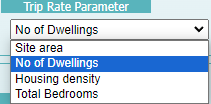 Trip Rate Parameter
No of Dwellings
Site area
No of Dwellings
Housing density
Total Bedrooms